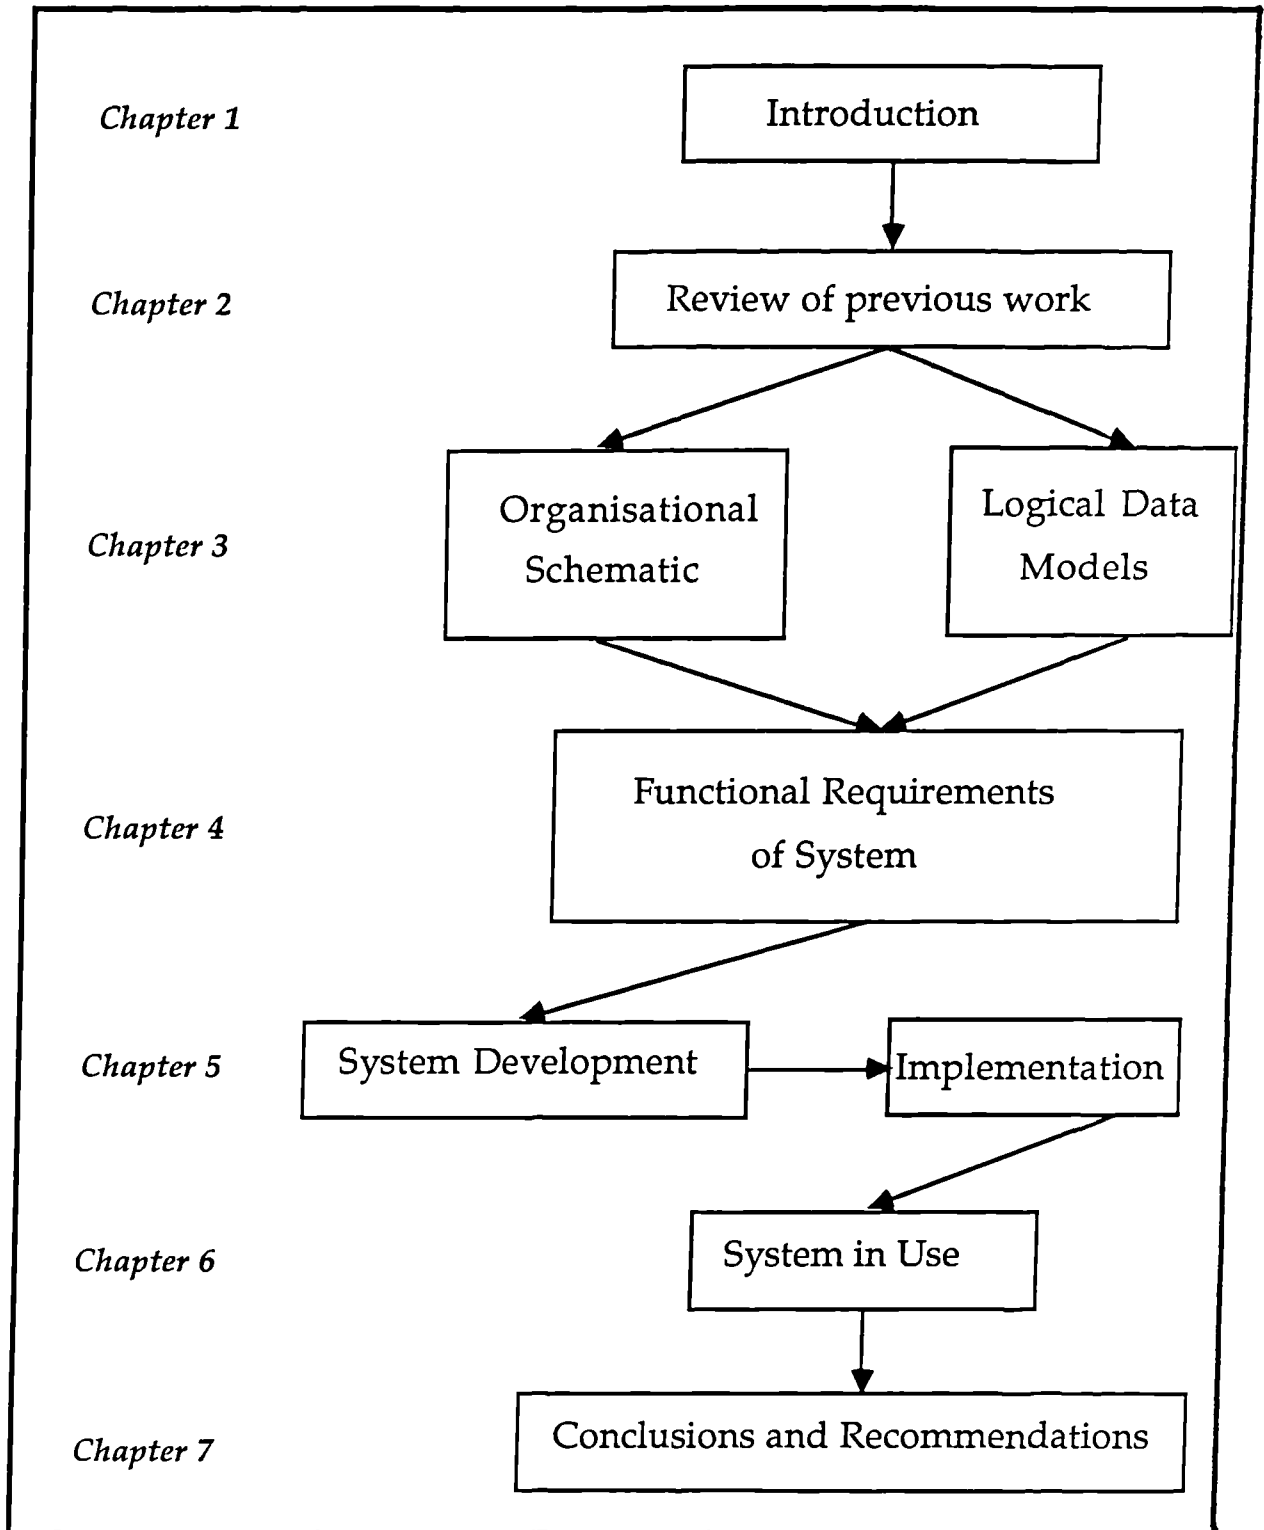 Chapter 1
Introduction
Chapter 2
Review of previous work
Chapter 3
Organisational
Schematic
Logical Data
Models
Chapter 4
Functional Requirements
of System
Chapter 5
System Development
Implementation
Chapter 6
System in Use
Chapter 7
Conclusions and Recommendations